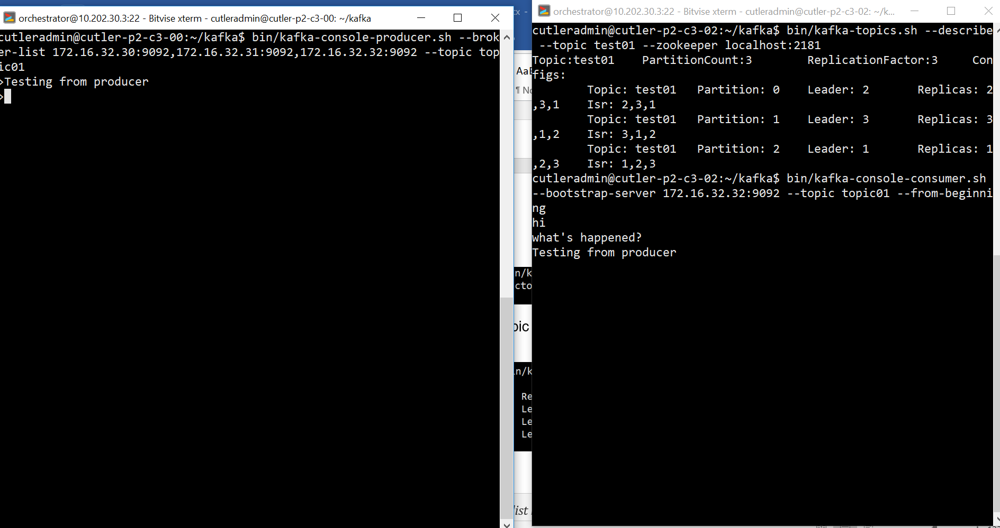 orchestrator@10.202.30.3:22 - Bitvise xterm - cutleradmin@cutler-p2-c3-00: ~/kafka
cutleradmin@cutler-p2-c3-00:~/kafka$ bin/kafka-console-producer.sh --brok
er-list 172.16.32.30:9092,172.16.32.31:9092,172.16.32.32:9092 --topic top
ic01
>Testing from producer
>
cx -
AaB
¶ No
n/k
cto
pic
in/k
Re
Le
Le
Le
list
orchestrator@10.202.30.3:22 - Bitvise xterm - cutleradmin@cutler-p2-c3-02: ~/k...
cutleradmin@cutler-p2-c3-02:~/kafka$ bin/kafka-topics.sh --describe
 --topic test01 --zookeeper localhost:2181
Topic:test01    PartitionCount:3        ReplicationFactor:3     Con
figs:
        Topic: test01   Partition: 0    Leader: 2       Replicas: 2
,3,1    Isr: 2,3,1
        Topic: test01   Partition: 1    Leader: 3       Replicas: 3
,1,2    Isr: 3,1,2
        Topic: test01   Partition: 2    Leader: 1       Replicas: 1
,2,3    Isr: 1,2,3
cutleradmin@cutler-p2-c3-02:~/kafka$ bin/kafka-console-consumer.sh
--bootstrap-server 172.16.32.32:9092 --topic topic01 --from-beginni
ng
hi
what's happened?
Testing from producer